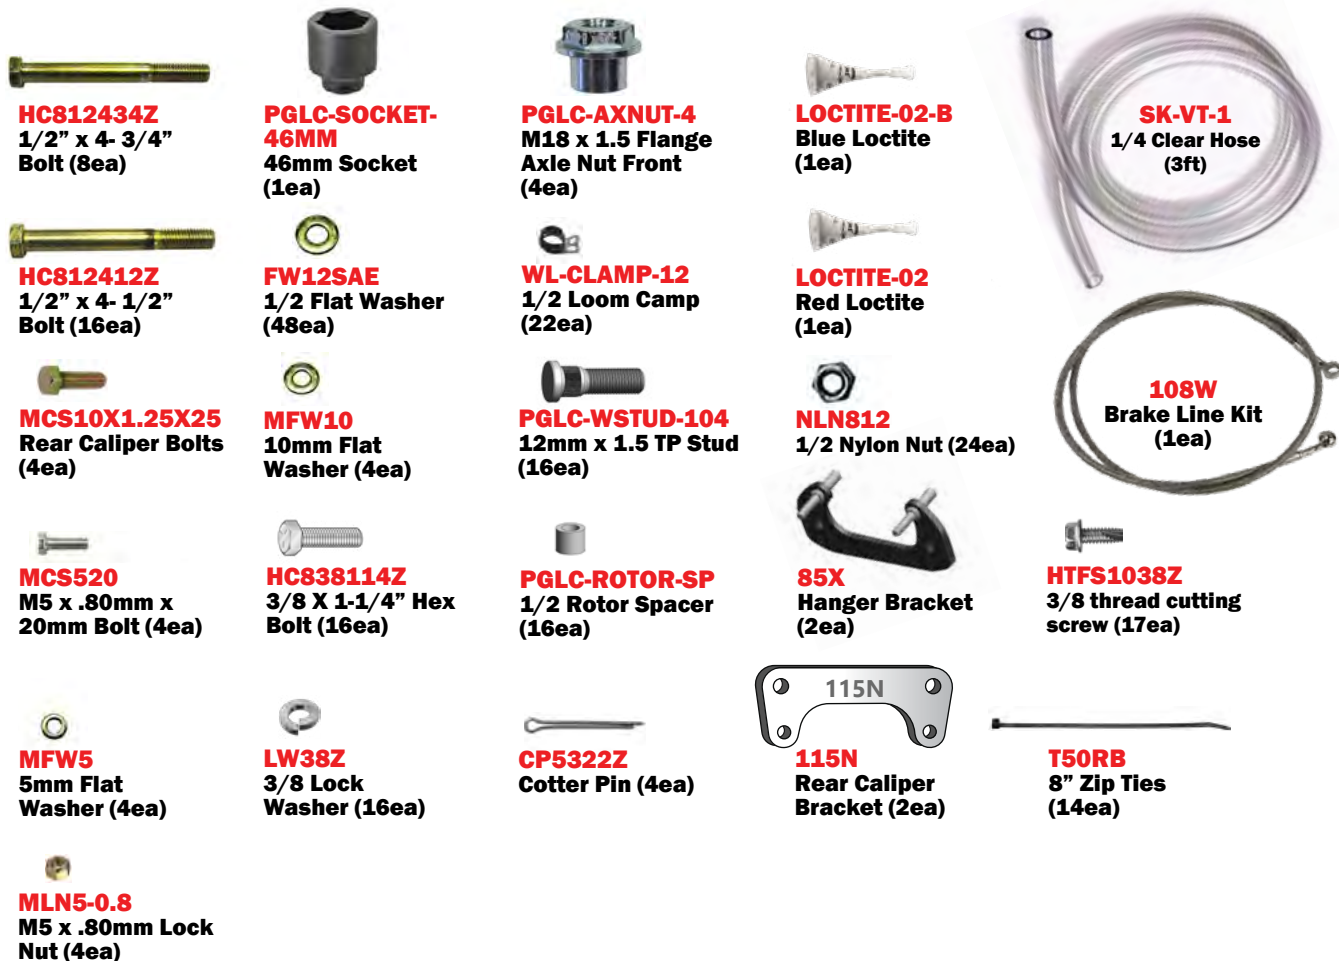 HC812434Z
1/2” x 4- 3/4”
Bolt (8ea)
PGLC-SOCKET-
46MM
46mm Socket
(1ea)
PGLC-AXNUT-4
M18 x 1.5 Flange
Axle Nut Front
(4ea)
LOCTITE-02-B
Blue Loctite
(1ea)
SK-VT-1
1/4 Clear Hose
(3ft)
HC812412Z
1/2” x 4- 1/2”
Bolt (16ea)
FW12SAE
1/2 Flat Washer
(48ea)
WL-CLAMP-12
1/2 Loom Camp
(22ea)
LOCTITE-02
Red Loctite
(1ea)
108W
Brake Line Kit
(1ea)
MCS10X1.25X25
Rear Caliper Bolts
(4ea)
MFW10
10mm Flat
Washer (4ea)
PGLC-WSTUD-104
12mm x 1.5 TP Stud
(16ea)
NLN812
1/2 Nylon Nut (24ea)
MCS520
M5 x .80mm x
20mm Bolt (4ea)
HC838114Z
3/8 X 1-1/4” Hex
Bolt (16ea)
PGLC-ROTOR-SP
1/2 Rotor Spacer
(16ea)
85X
Hanger Bracket
(2ea)
HTFS1038Z
3/8 thread cutting
screw (17ea)
MFW5
5mm Flat
Washer (4ea)
LW38Z
3/8 Lock
Washer (16ea)
CP5322Z
Cotter Pin (4ea)
115N
115N
Rear Caliper
Bracket (2ea)
T50RB
8” Zip Ties
(14ea)
MLN5-0.8
M5 x .80mm Lock
Nut (4ea)